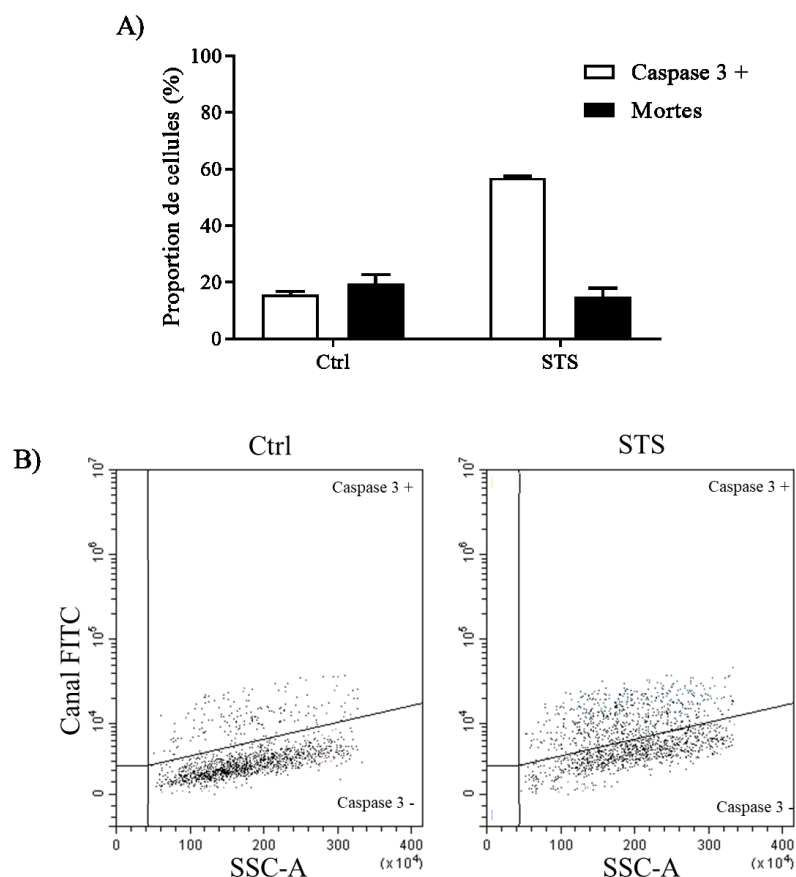 A)
Proportion de cellules (%)
100
80
60
40
20
0
Caspase 3 +
Mortes
Ctrl
STS
B)
Ctrl
STS
Canal FITC
10^7
10^6
10^5
10^4
0
Caspase 3 +
Caspase 3 -
0
100
200
300
400
(x10^4)
SSC-A
10^7
10^6
10^5
10^4
0
Caspase 3 +
Caspase 3 -
0
100
200
300
400
(x10^4)
SSC-A